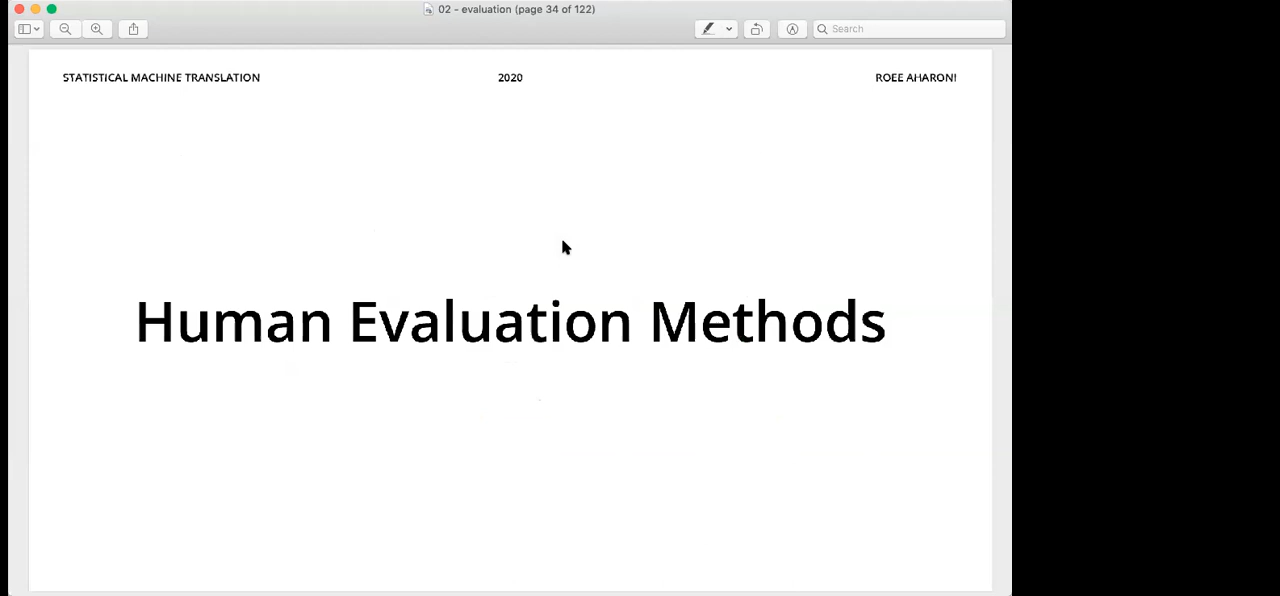 02 - evaluation (page 34 of 122)
Search
STATISTICAL MACHINE TRANSLATION
2020
ROEE AHARONI
Human Evaluation Methods